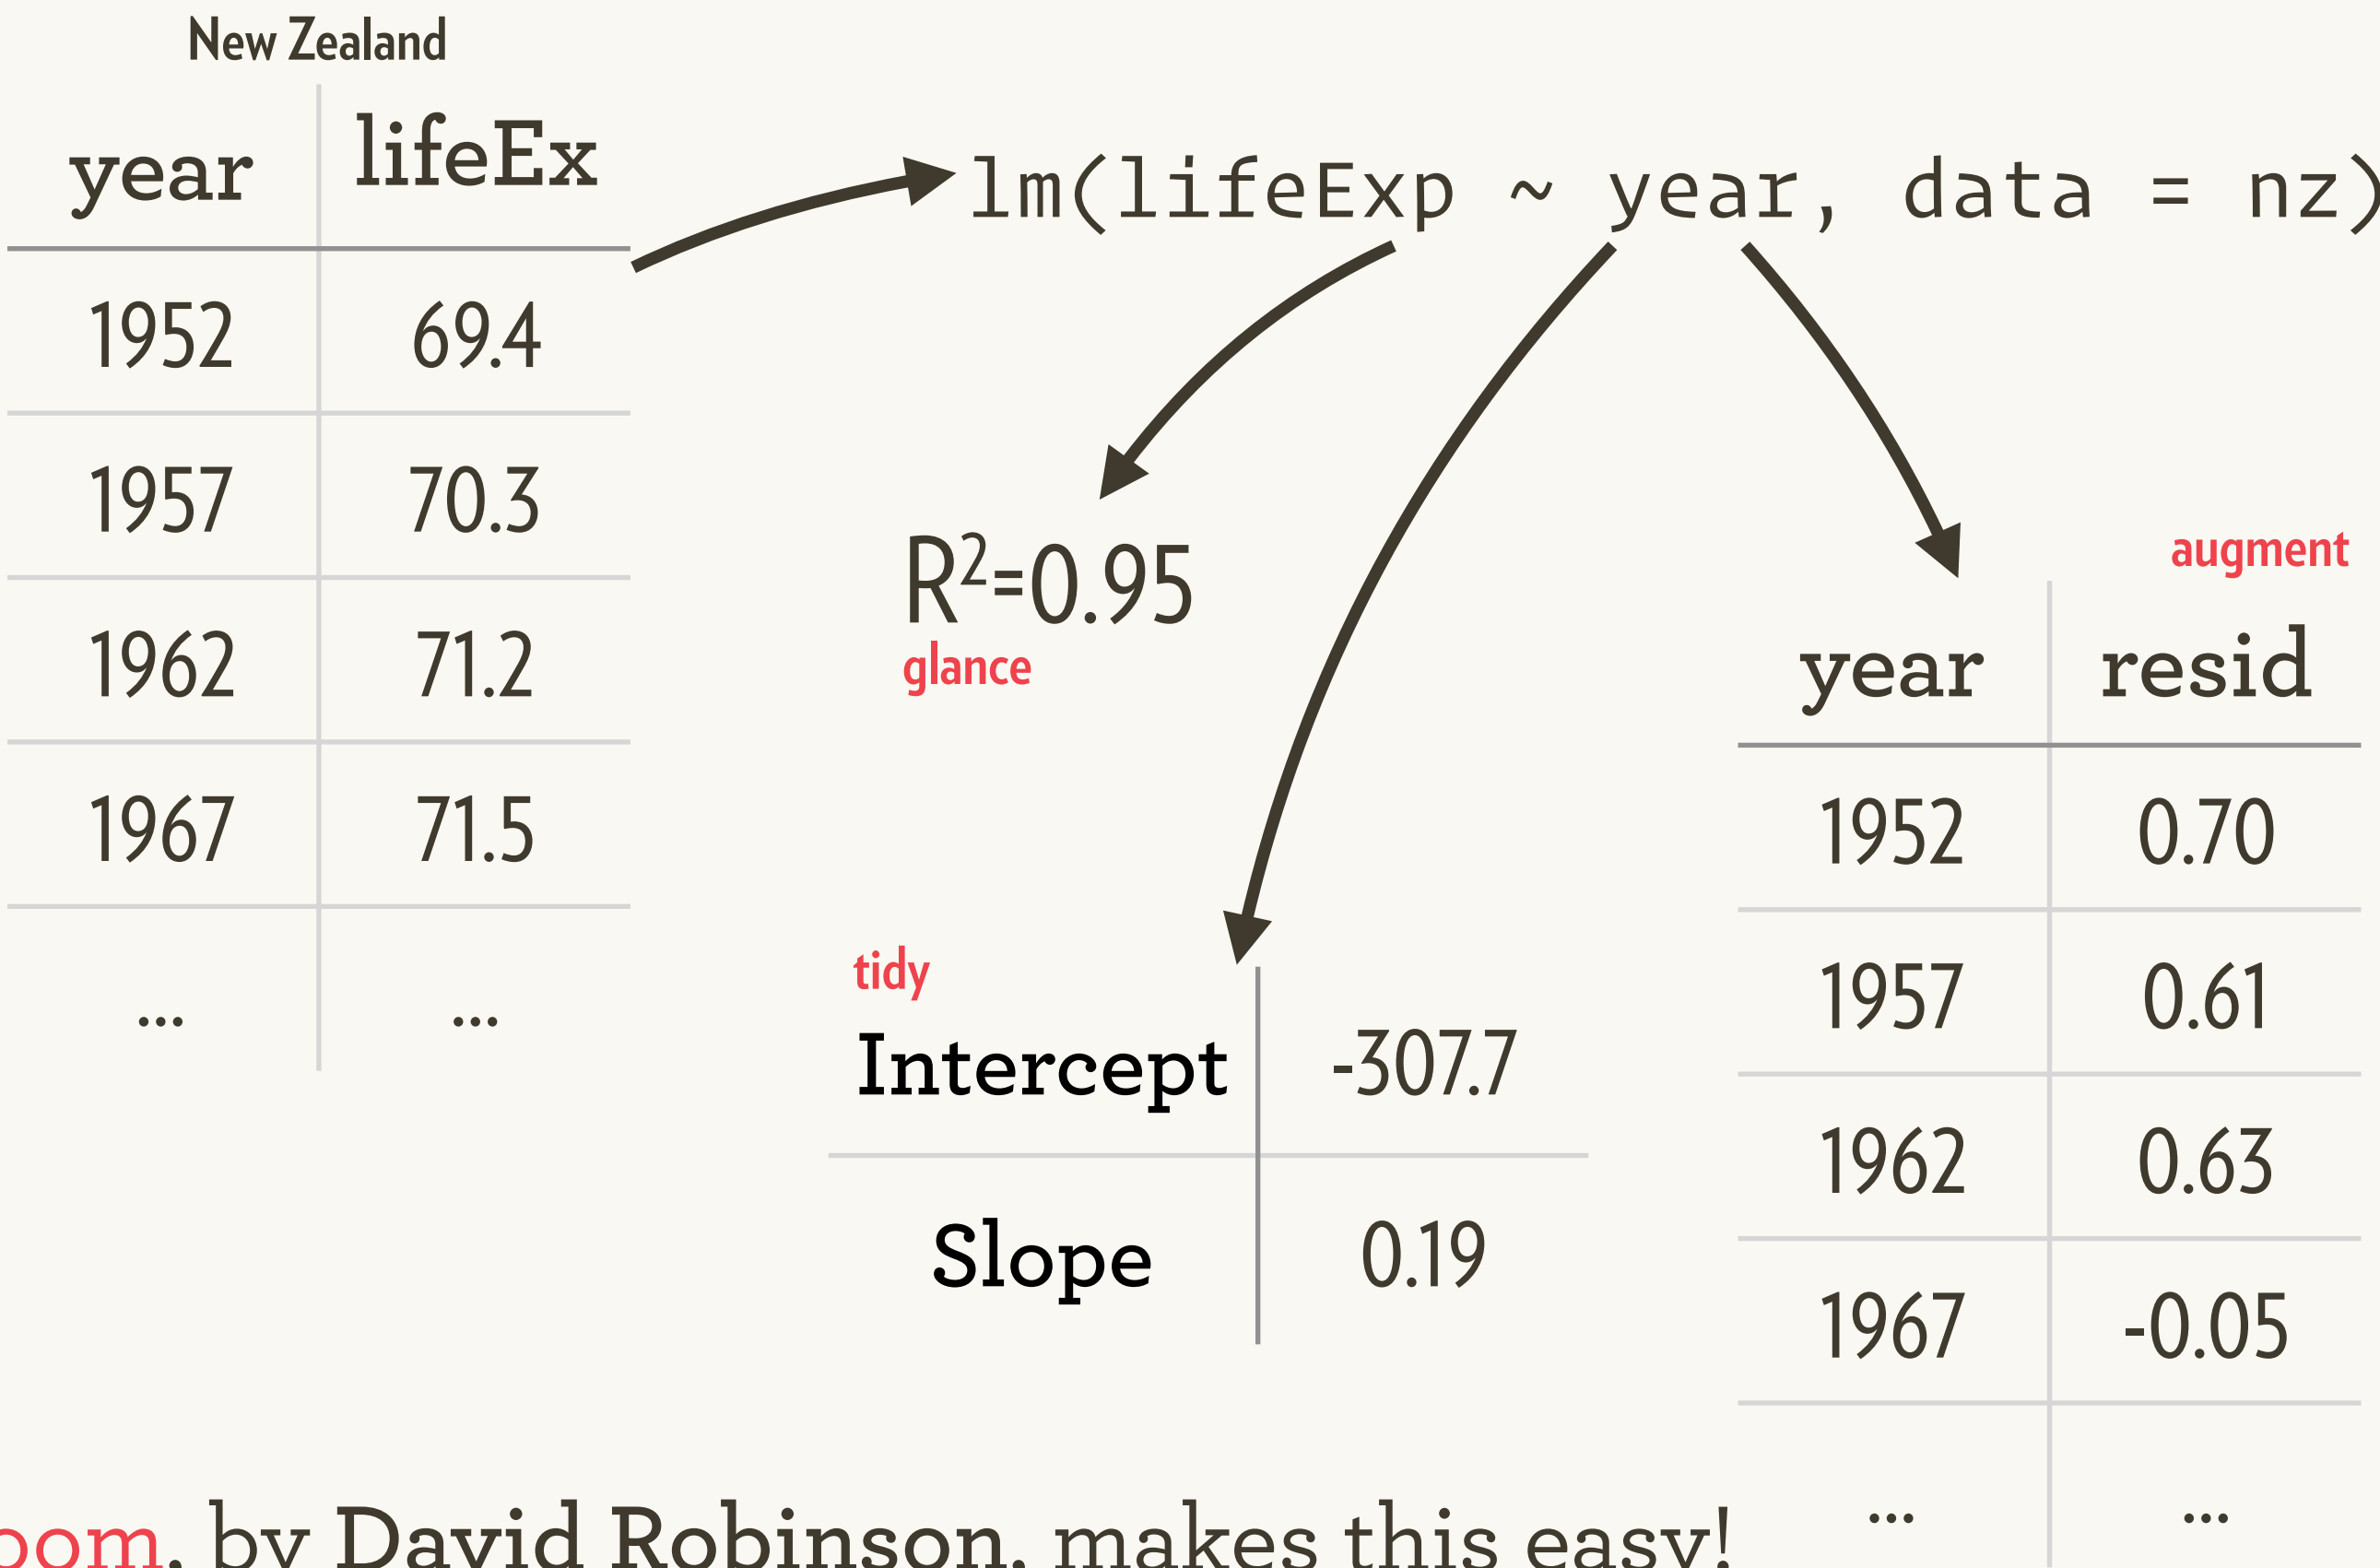 New Zealand
year lifeEx
1952 69.4
1957 70.3
1962 71.2
1967 71.5
... ...
lm(lifeExp ~ year, data = nz)
R²=0.95
glance
tidy
Intercept -307.7
Slope 0.19
augment
year resid
1952 0.70
1957 0.61
1962 0.63
1967 -0.05
... ...
oom, by David Robinson, makes this easy!